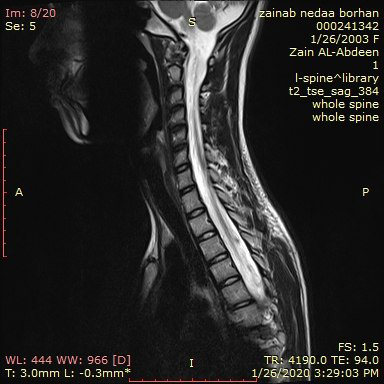 Im: 8/20
Se: 5
zainab nedaa borhan
000241342
1/26/2003 F
Zain AL-Abdeen
1
l-spine^library
t2_tse_sag_384
whole spine
whole spine
S
A
P
I
WL: 444 WW: 966 [D]
T: 3.0mm L: -0.3mm*
FS: 1.5
TR: 4190.0 TE: 94.0
1/26/2020 3:29:03 PM